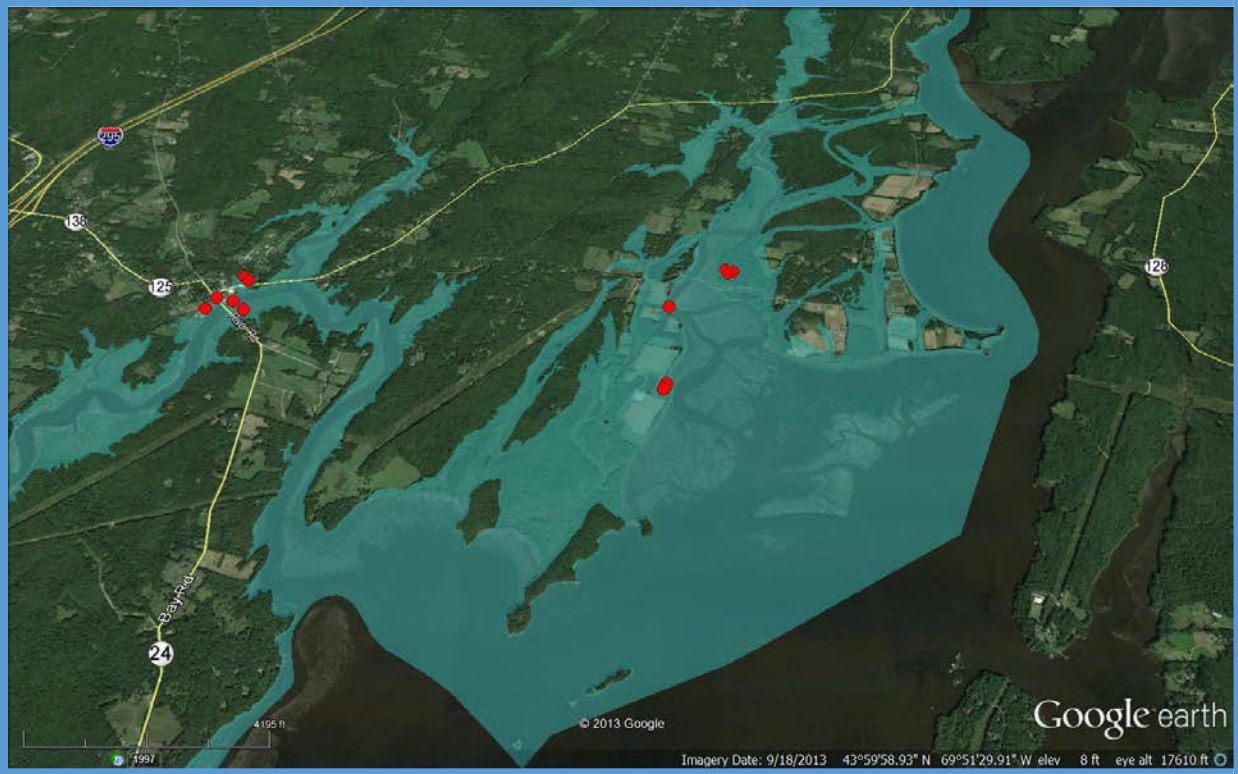 295
138
125
128
Bay Rd
24
4195 ft
© 2013 Google
Google earth
1997
Imagery Date: 9/18/2013 43°59'58.93" N 69°51'29.91" W elev 8 ft eye alt 17610 ft